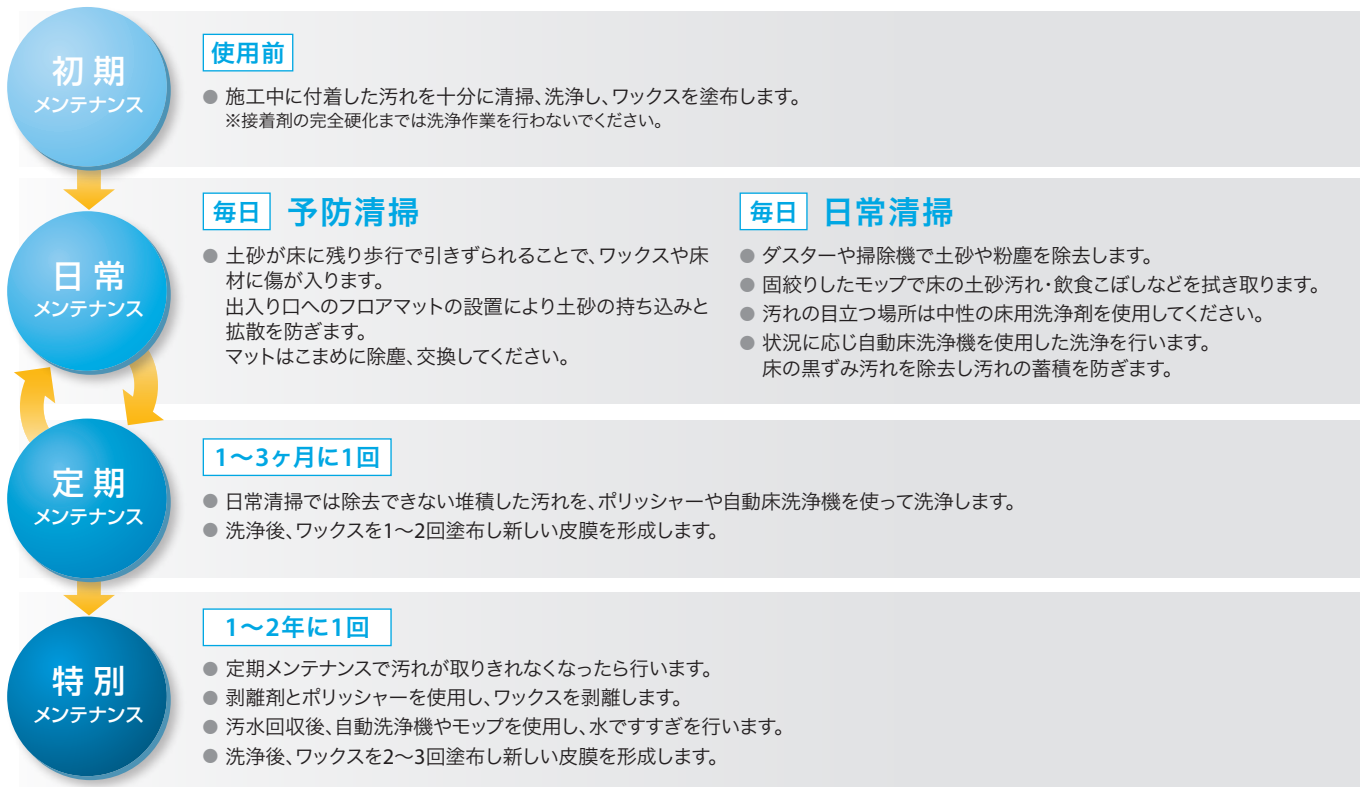 初期
メンテナンス
使用前
● 施工中に付着した汚れを十分に清掃、洗浄し、ワックスを塗布します。
※接着剤の完全硬化までは洗浄作業を行わないでください。
日常
メンテナンス
毎日 予防清掃
● 土砂が床に残り歩行で引きずられることで、ワックスや床
材に傷が入ります。
出入り口へのフロアマットの設置により土砂の持ち込みと
拡散を防ぎます。
マットはこまめに除塵、交換してください。
毎日 日常清掃
● ダスターや掃除機で土砂や粉塵を除去します。
● 固絞りしたモップで床の土砂汚れ・飲食こぼしなどを拭き取ります。
● 汚れの目立つ場所は中性の床用洗浄剤を使用してください。
● 状況に応じ自動床洗浄機を使用した洗浄を行います。
床の黒ずみ汚れを除去し汚れの蓄積を防ぎます。
定期
メンテナンス
1〜3ヶ月に1回
● 日常清掃では除去できない堆積した汚れを、ポリッシャーや自動床洗浄機を使って洗浄します。
● 洗浄後、ワックスを1〜2回塗布し新しい皮膜を形成します。
特別
メンテナンス
1〜2年に1回
● 定期メンテナンスで汚れが取りきれなくなったら行います。
● 剥離剤とポリッシャーを使用し、ワックスを剥離します。
● 汚水回収後、自動洗浄機やモップを使用し、水ですすぎを行います。
● 洗浄後、ワックスを2〜3回塗布し新しい皮膜を形成します。